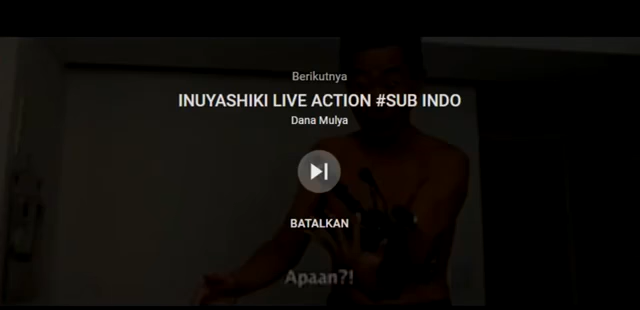 Berikutnya
INUYASHIKI LIVE ACTION #SUB INDO
Dana Mulya
BATALKAN
Apaan?!